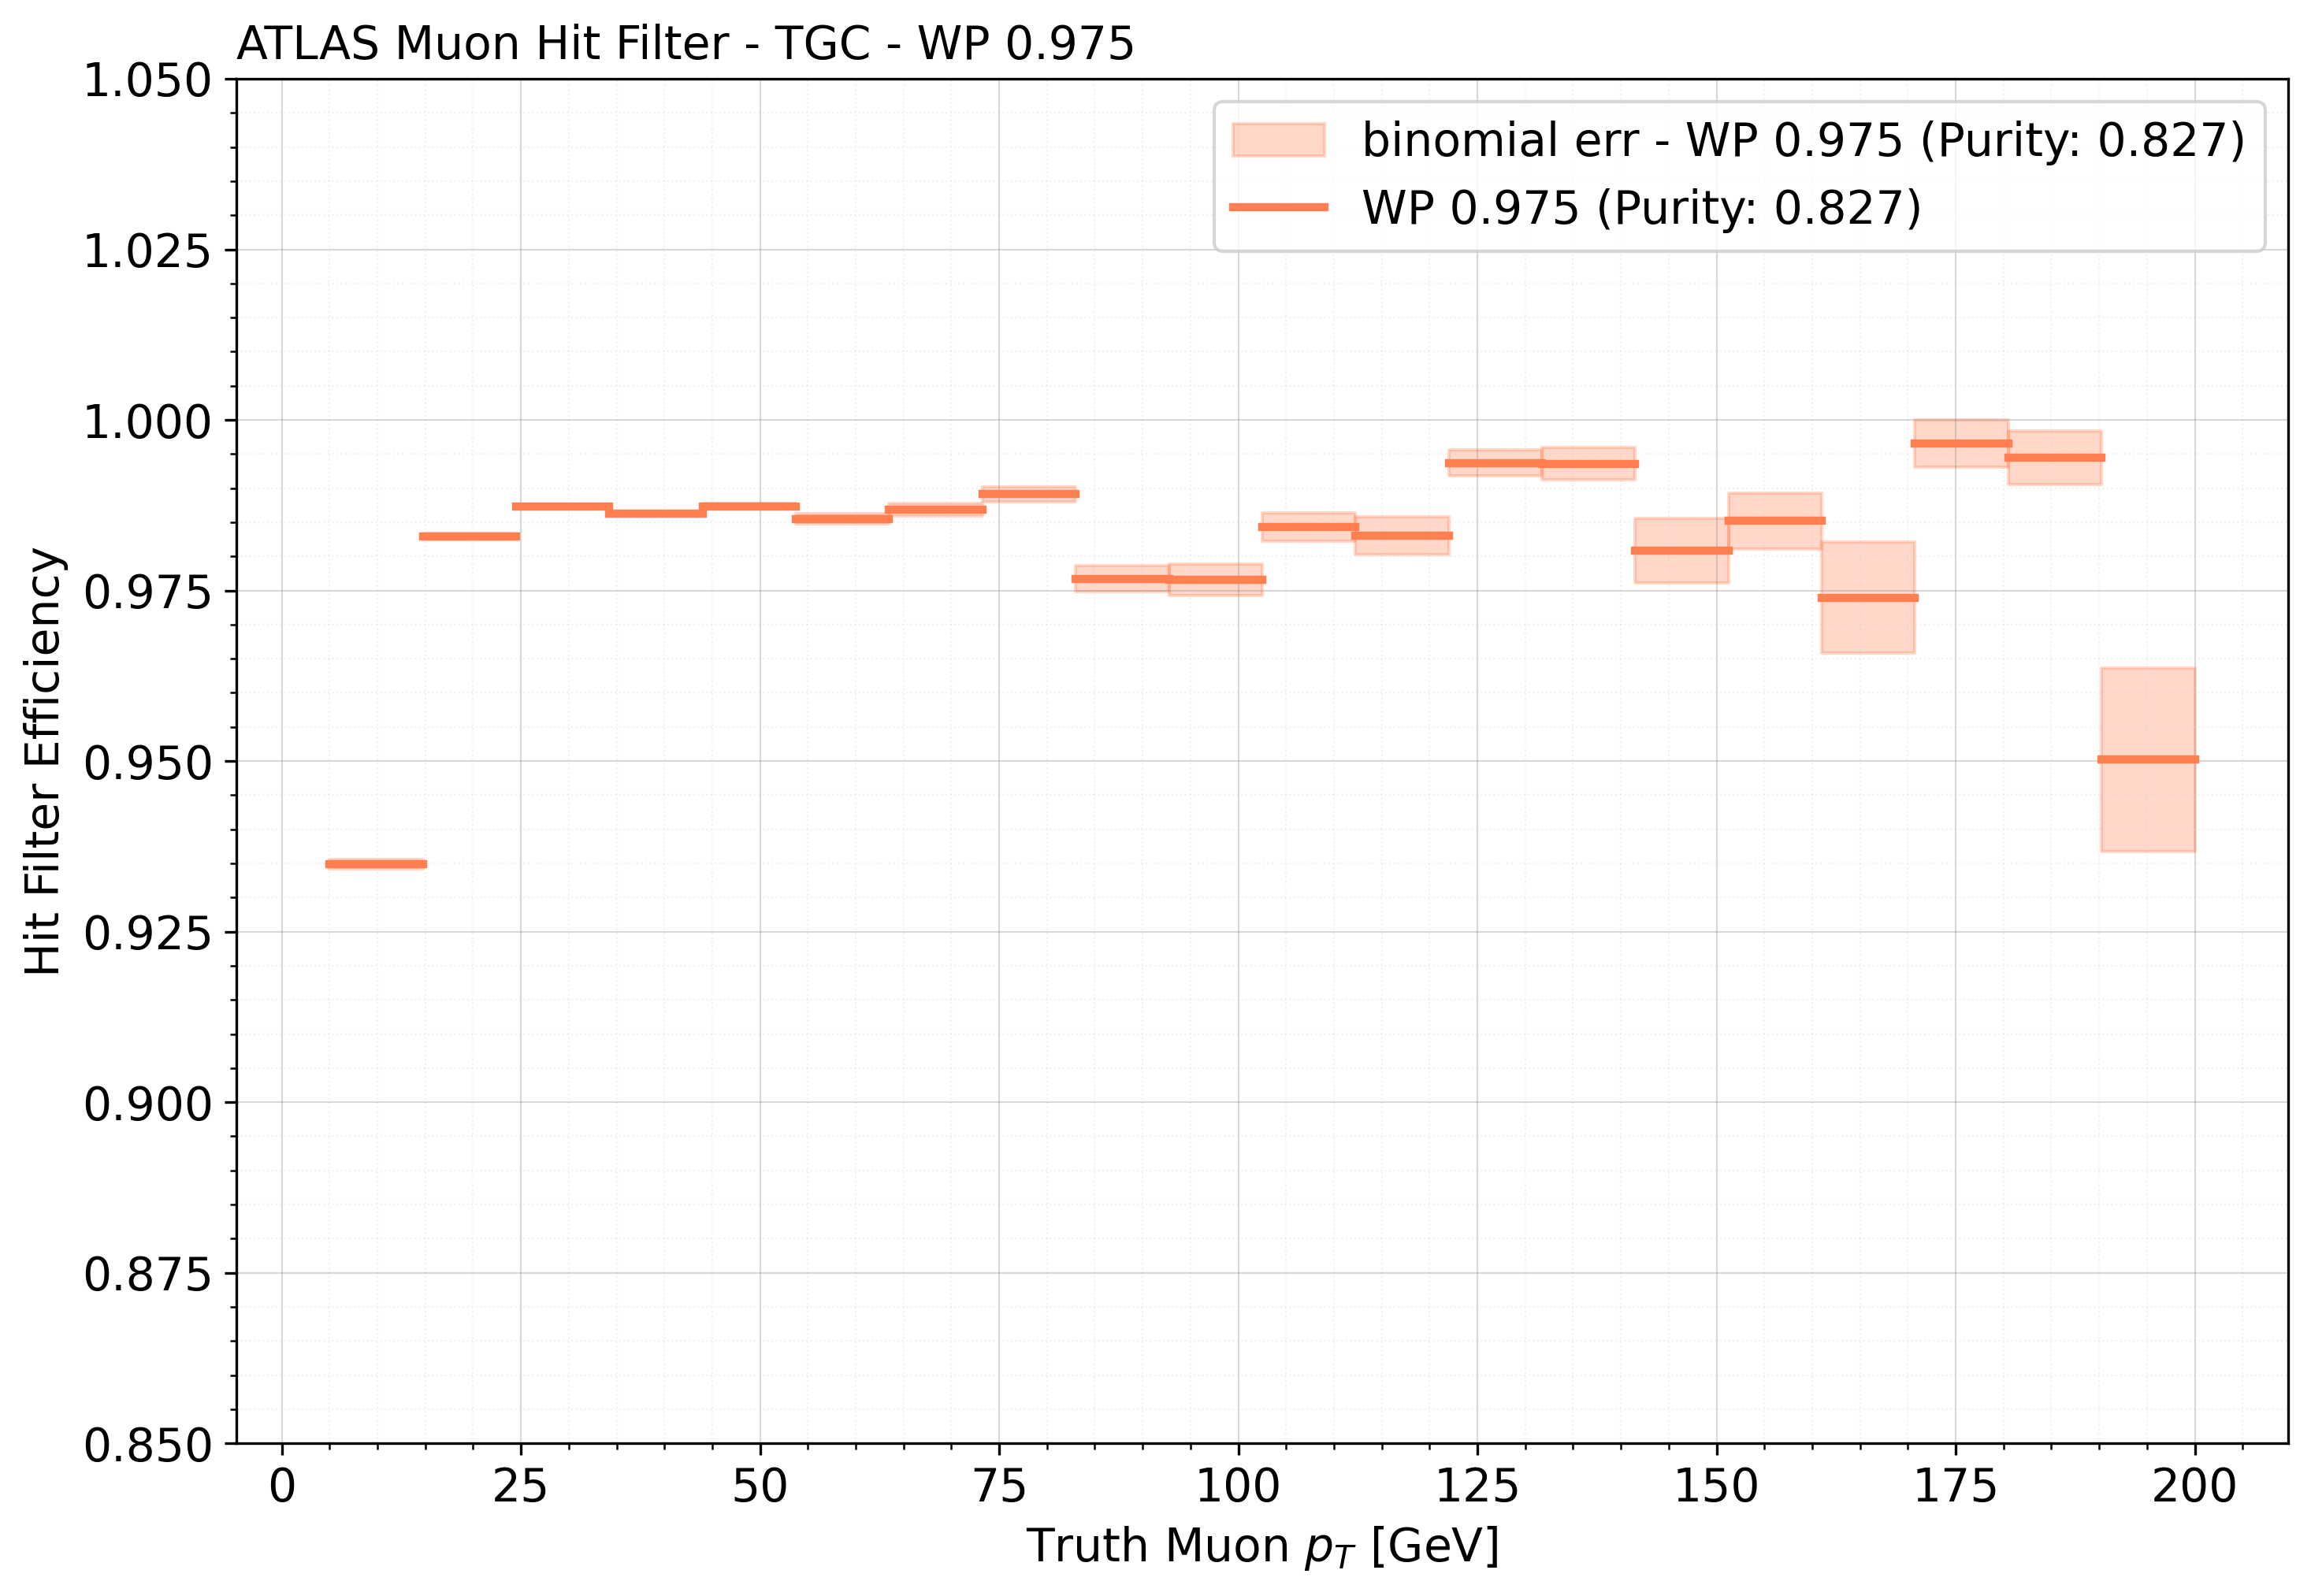 ATLAS Muon Hit Filter - TGC - WP 0.975
binomial err - WP 0.975 (Purity: 0.827)
WP 0.975 (Purity: 0.827)
Hit Filter Efficiency
1.050
1.025
1.000
0.975
0.950
0.925
0.900
0.875
0.850
0 25 50 75 100 125 150 175 200
Truth Muon p_T [GeV]